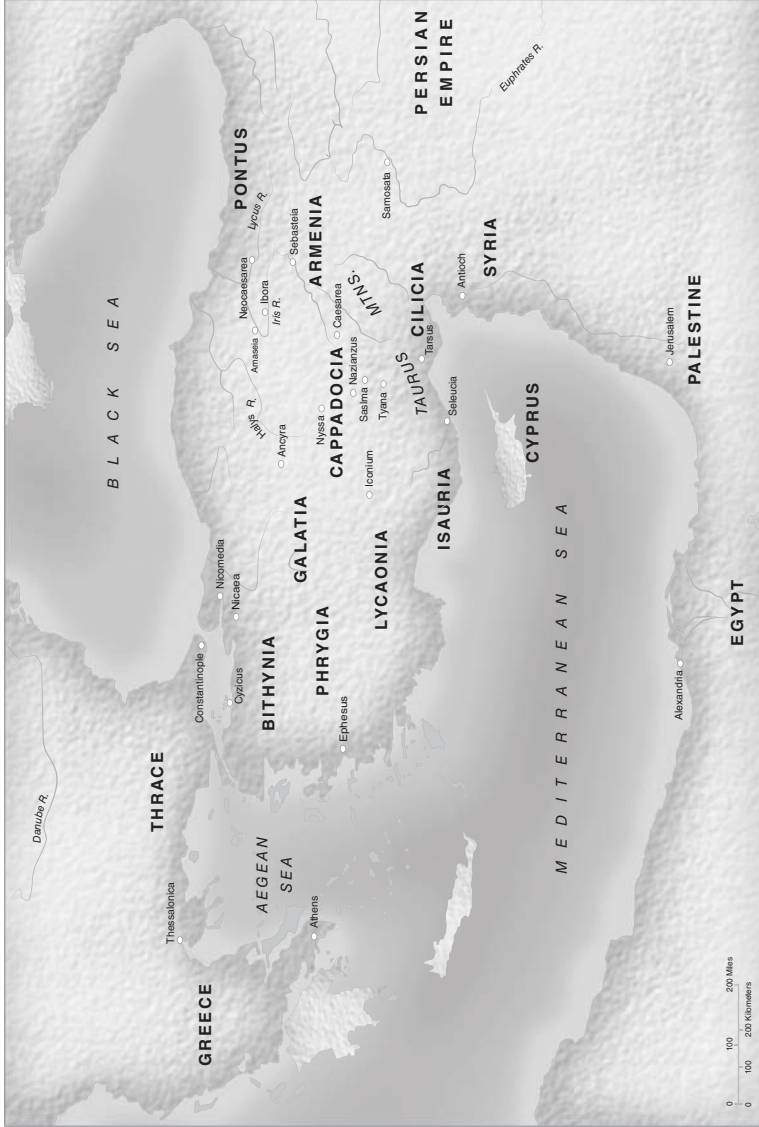 Danube R.
BLACK SEA
THRACE
Constantinople
Thessalonica
Nicomedia
Nicaea
Cyzicus
BITHYNIA
PONTUS
Lycus R.
Neocaesarea
Ibora
Iris R.
Amaseia
Halys R.
Ancyra
Sebasteia
ARMENIA
GREECE
AEGEAN
SEA
Athens
Ephesus
PHRYGIA
GALATIA
Nyssa
CAPPADOCIA
Caesarea
Nazianzus
Sasima
Tyana
MTNS.
TAURUS
Iconium
LYCAONIA
ISAURIA
Seleucia
Tarsus
CILICIA
Samosata
PERSIAN
EMPIRE
Euphrates R.
Antioch
SYRIA
CYPRUS
MEDITERRANEAN SEA
Jerusalem
PALESTINE
Alexandria
EGYPT
0 100 200 Miles
0 100 200 Kilometers